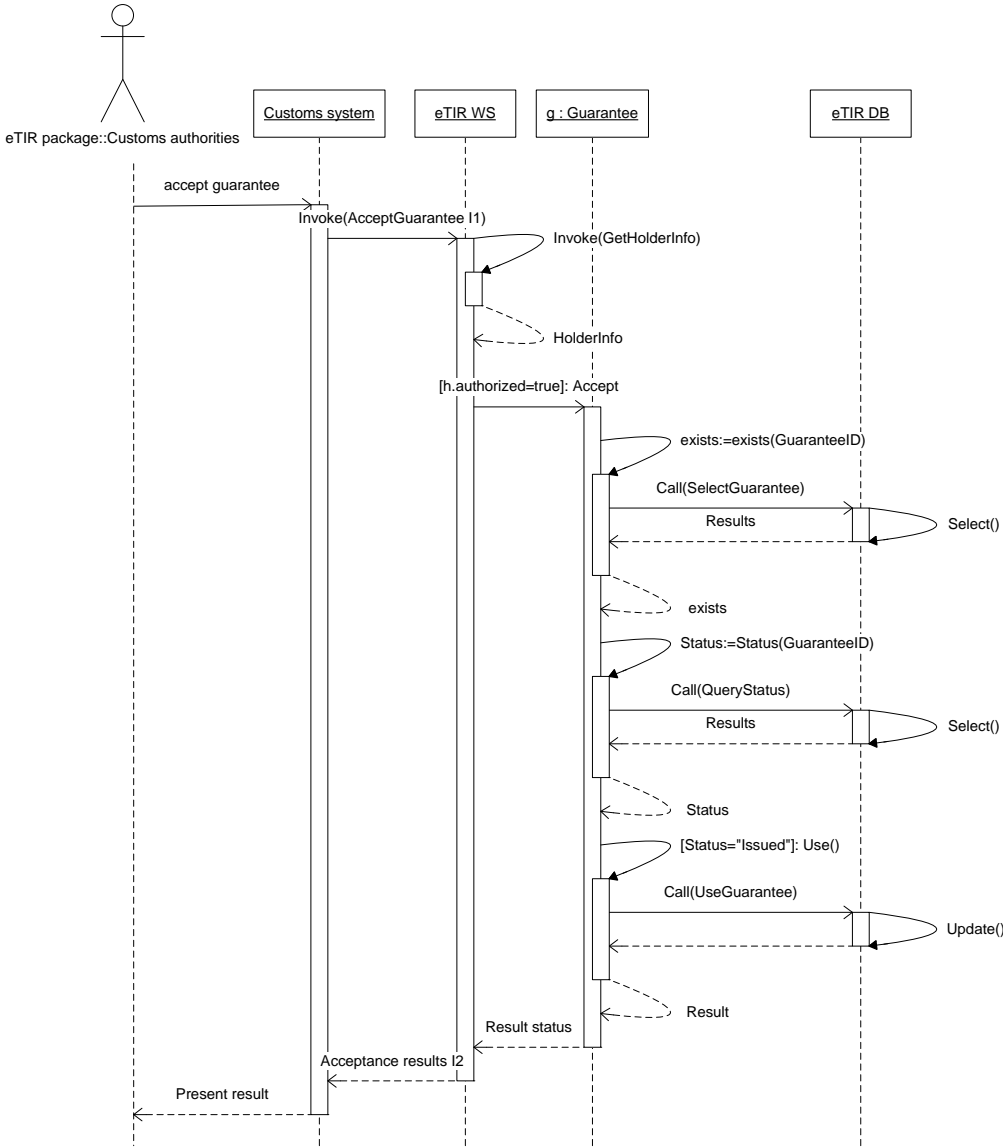 Customs system
eTIR WS
g : Guarantee
eTIR DB
eTIR package::Customs authorities
accept guarantee
Invoke(AcceptGuarantee I1)
Invoke(GetHolderInfo)
HolderInfo
[h.authorized=true]: Accept
exists:=exists(GuaranteeID)
Call(SelectGuarantee)
Results
Select()
exists
Status:=Status(GuaranteeID)
Call(QueryStatus)
Results
Select()
Status
[Status="Issued"]: Use()
Call(UseGuarantee)
Update()
Result
Result status
Acceptance results I2
Present result